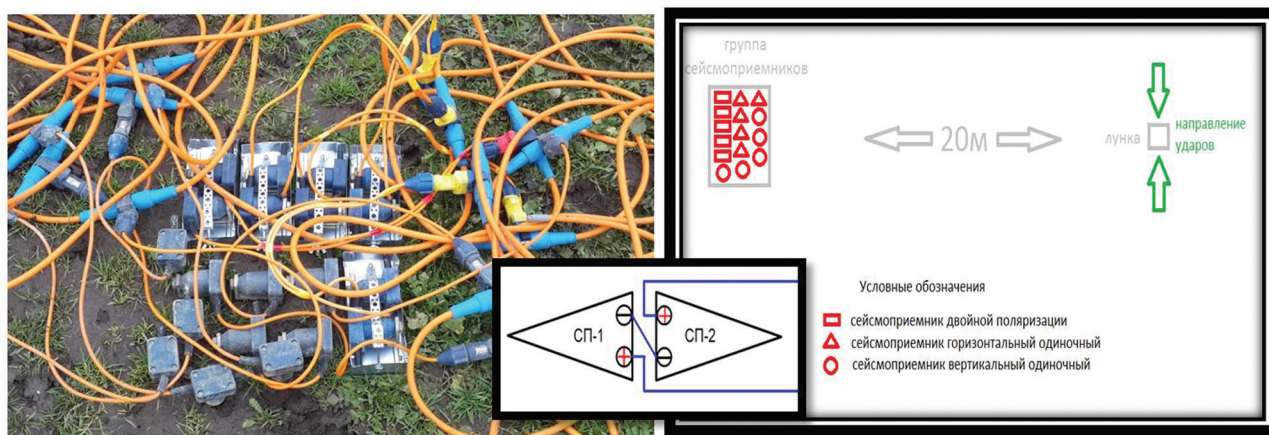 группа
сейсмоприемников
20м
лунка
направление
ударов
СП-1
СП-2
Условные обозначения
сейсмоприемник двойной поляризации
сейсмоприемник горизонтальный одиночный
сейсмоприемник вертикальный одиночный